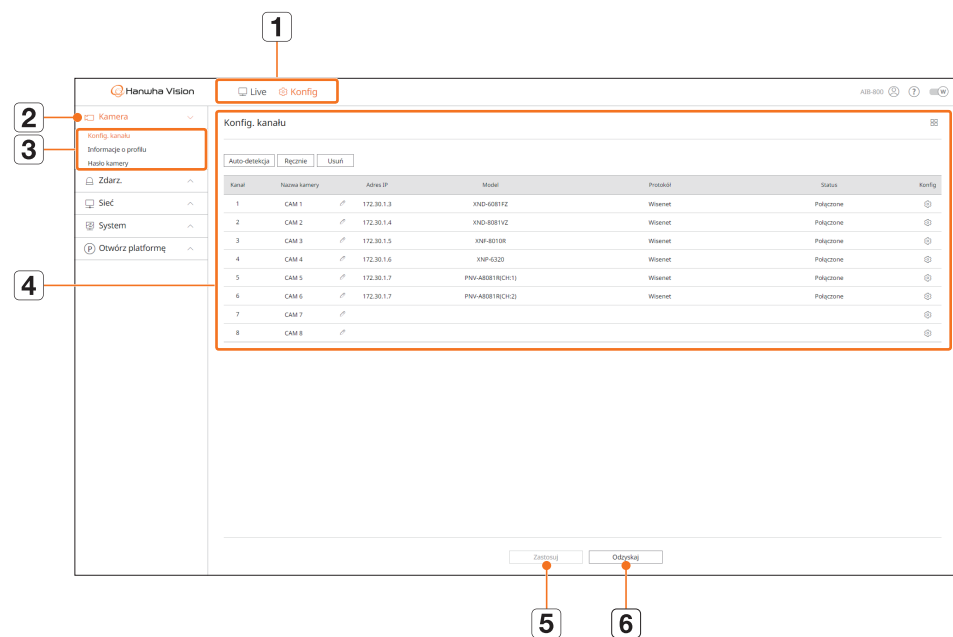 1
Hanwha Vision
Live Konfig
AIB-800 ? W
2
Kamera
Konfig. kanału
3
Konfig. kanału
Informacje o profilu
Hasło kamery
Auto-detekcja Ręcznie Usuń
Zdarz.
Kanał Nazwa kamery Adres IP Model Protokół Status Konfig
Sieć
1 CAM 1 172.30.1.3 XND-6081FZ Wisenet Połączone
System
2 CAM 2 172.30.1.4 XND-8081VZ Wisenet Połączone
P Otwórz platformę
3 CAM 3 172.30.1.5 XNF-8010R Wisenet Połączone
4 CAM 4 172.30.1.6 XNP-6320 Wisenet Połączone
4
5 CAM 5 172.30.1.7 PNV-A8081R(CH:1) Wisenet Połączone
6 CAM 6 172.30.1.7 PNV-A8081R(CH:2) Wisenet Połączone
7 CAM 7
8 CAM 8
Zastosuj Odzyskaj
5 6